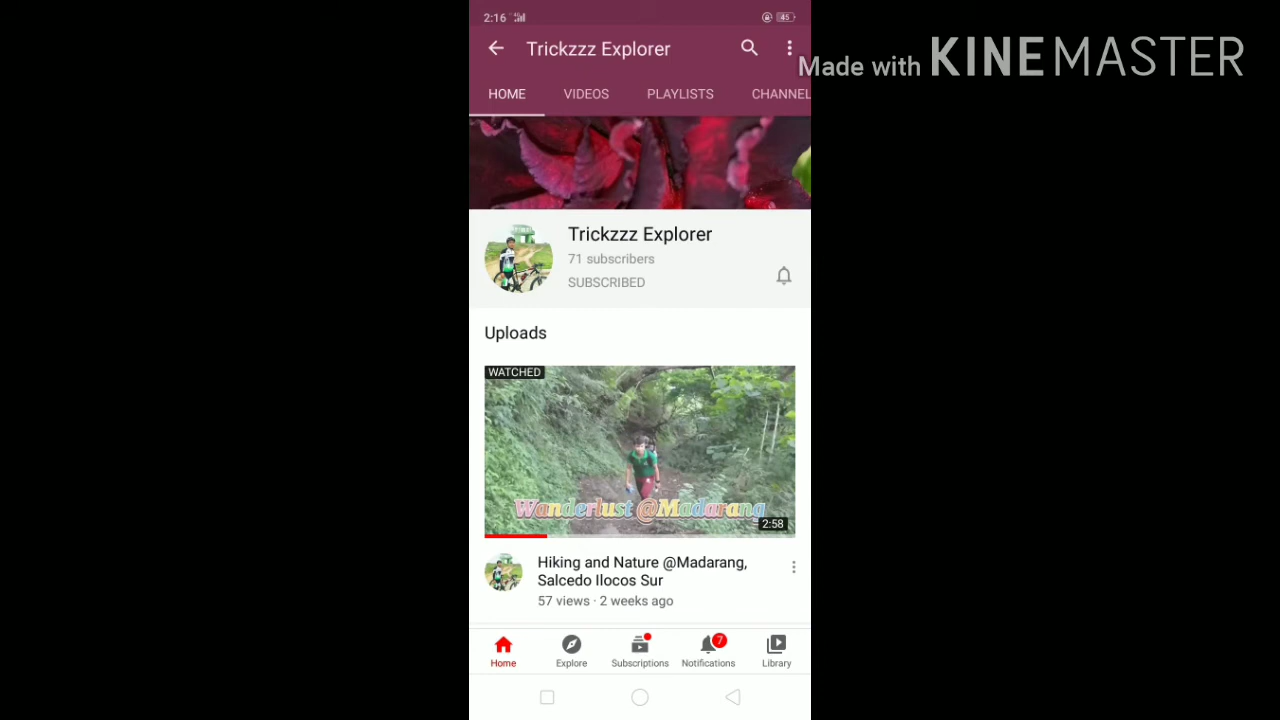 2:16 45
Trickzzz Explorer
Made with KINEMASTER
HOME VIDEOS PLAYLISTS CHANNEL
Trickzzz Explorer
71 subscribers
SUBSCRIBED
Uploads
WATCHED
Wanderlust @Madarang
2:58
Hiking and Nature @Madarang,
Salcedo Ilocos Sur
57 views · 2 weeks ago
7
Home Explore Subscriptions Notifications Library